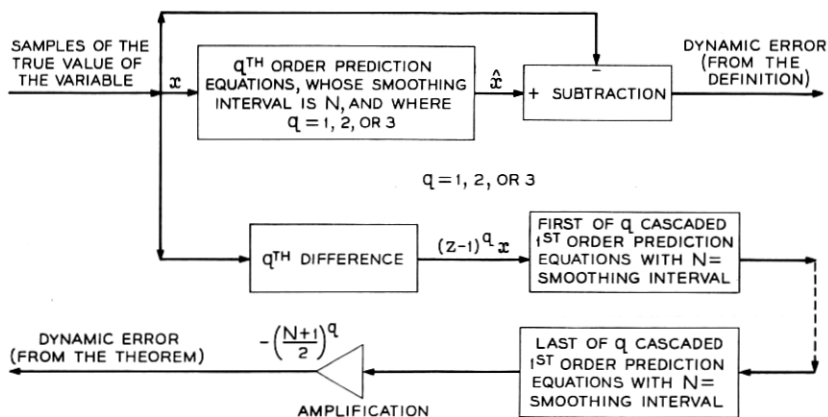 SAMPLES OF THE
TRUE VALUE OF
THE VARIABLE
x
qTH ORDER PREDICTION
EQUATIONS, WHOSE SMOOTHING
INTERVAL IS N, AND WHERE
q = 1, 2, OR 3
x̂
−
+ SUBTRACTION
DYNAMIC ERROR
(FROM THE
DEFINITION)
q = 1, 2, OR 3
qTH DIFFERENCE
(Z-1)^q x
FIRST OF q CASCADED
1ST ORDER PREDICTION
EQUATIONS WITH N=
SMOOTHING INTERVAL
DYNAMIC ERROR
(FROM THE THEOREM)
-((N+1)/2)^q
AMPLIFICATION
LAST OF q CASCADED
1ST ORDER PREDICTION
EQUATIONS WITH N=
SMOOTHING INTERVAL